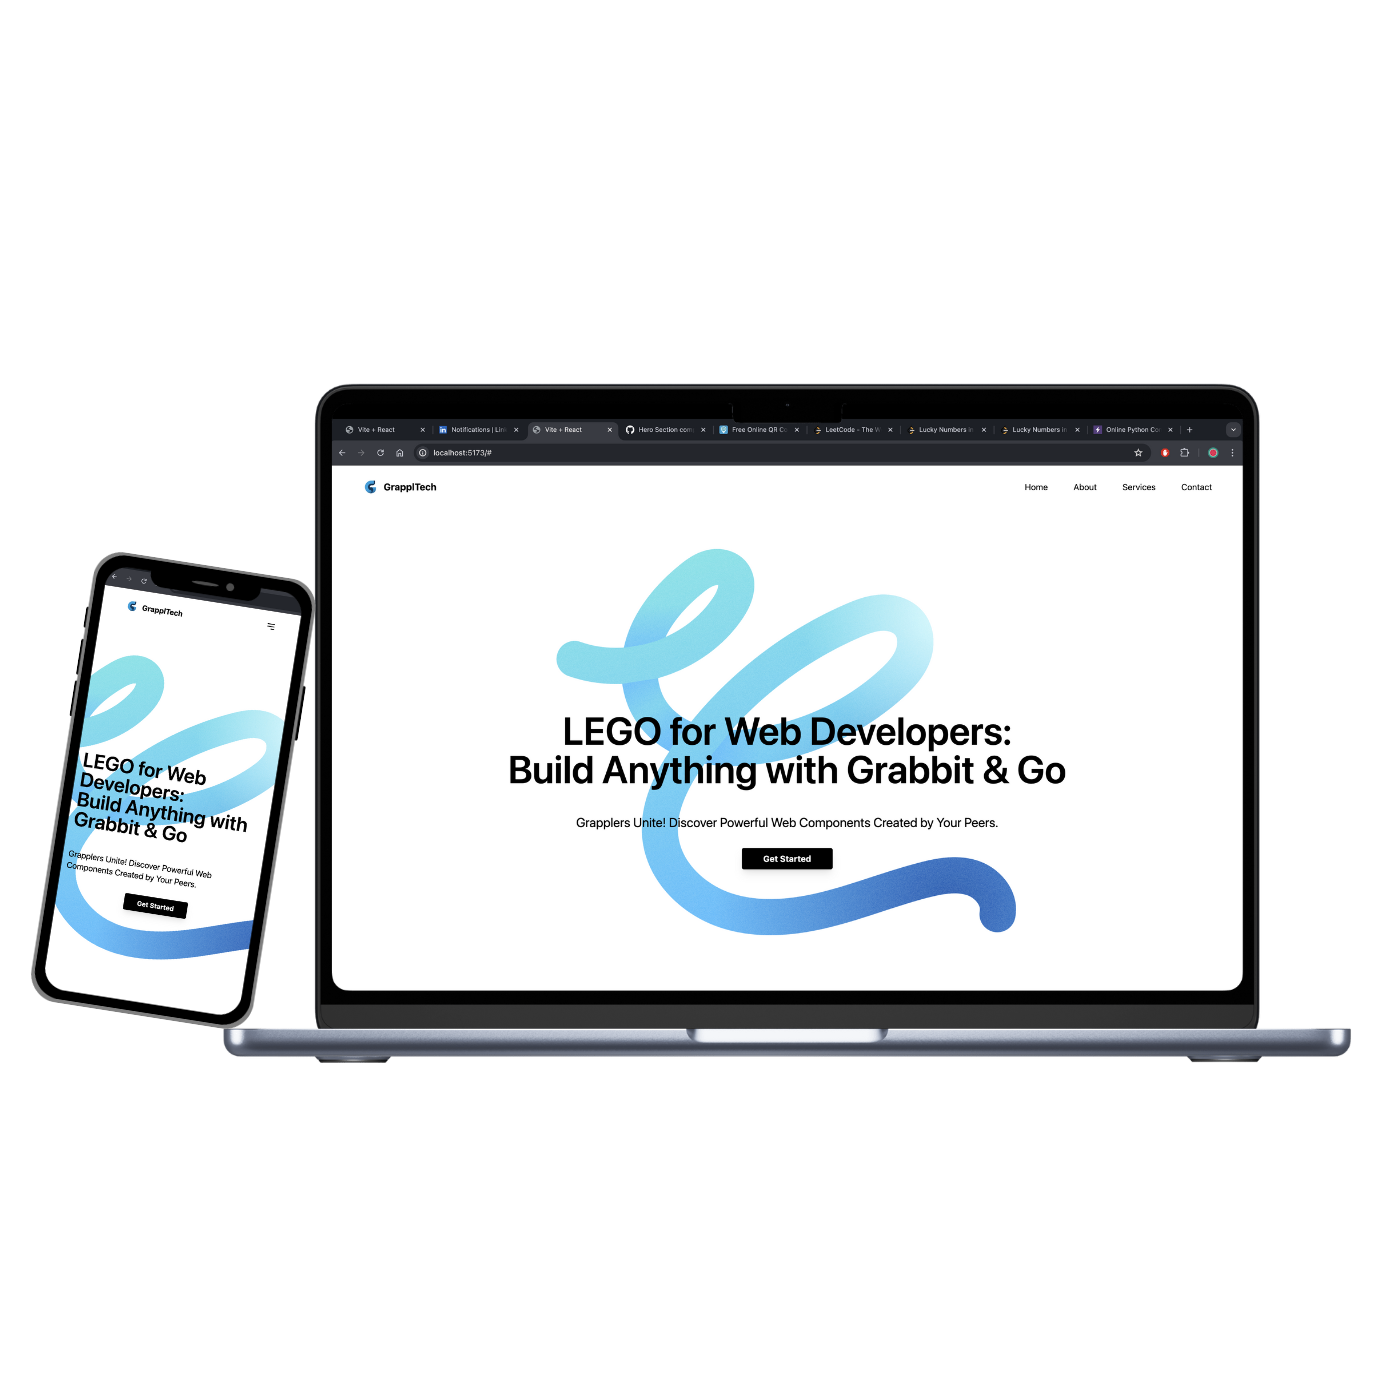 Vite + React
Notifications | Lin
Vite + React
Hero Section com
Free Online QR Co
LeetCode - The W
Lucky Numbers in
Lucky Numbers in
Online Python Co
localhost:5173/#
GrapplTech
Home
About
Services
Contact
LEGO for Web Developers:
Build Anything with Grabbit & Go
Grapplers Unite! Discover Powerful Web Components Created by Your Peers.
Get Started
GrapplTech
LEGO for Web
Developers:
Build Anything with
Grabbit & Go
Grapplers Unite! Discover Powerful Web
Components Created by Your Peers.
Get Started